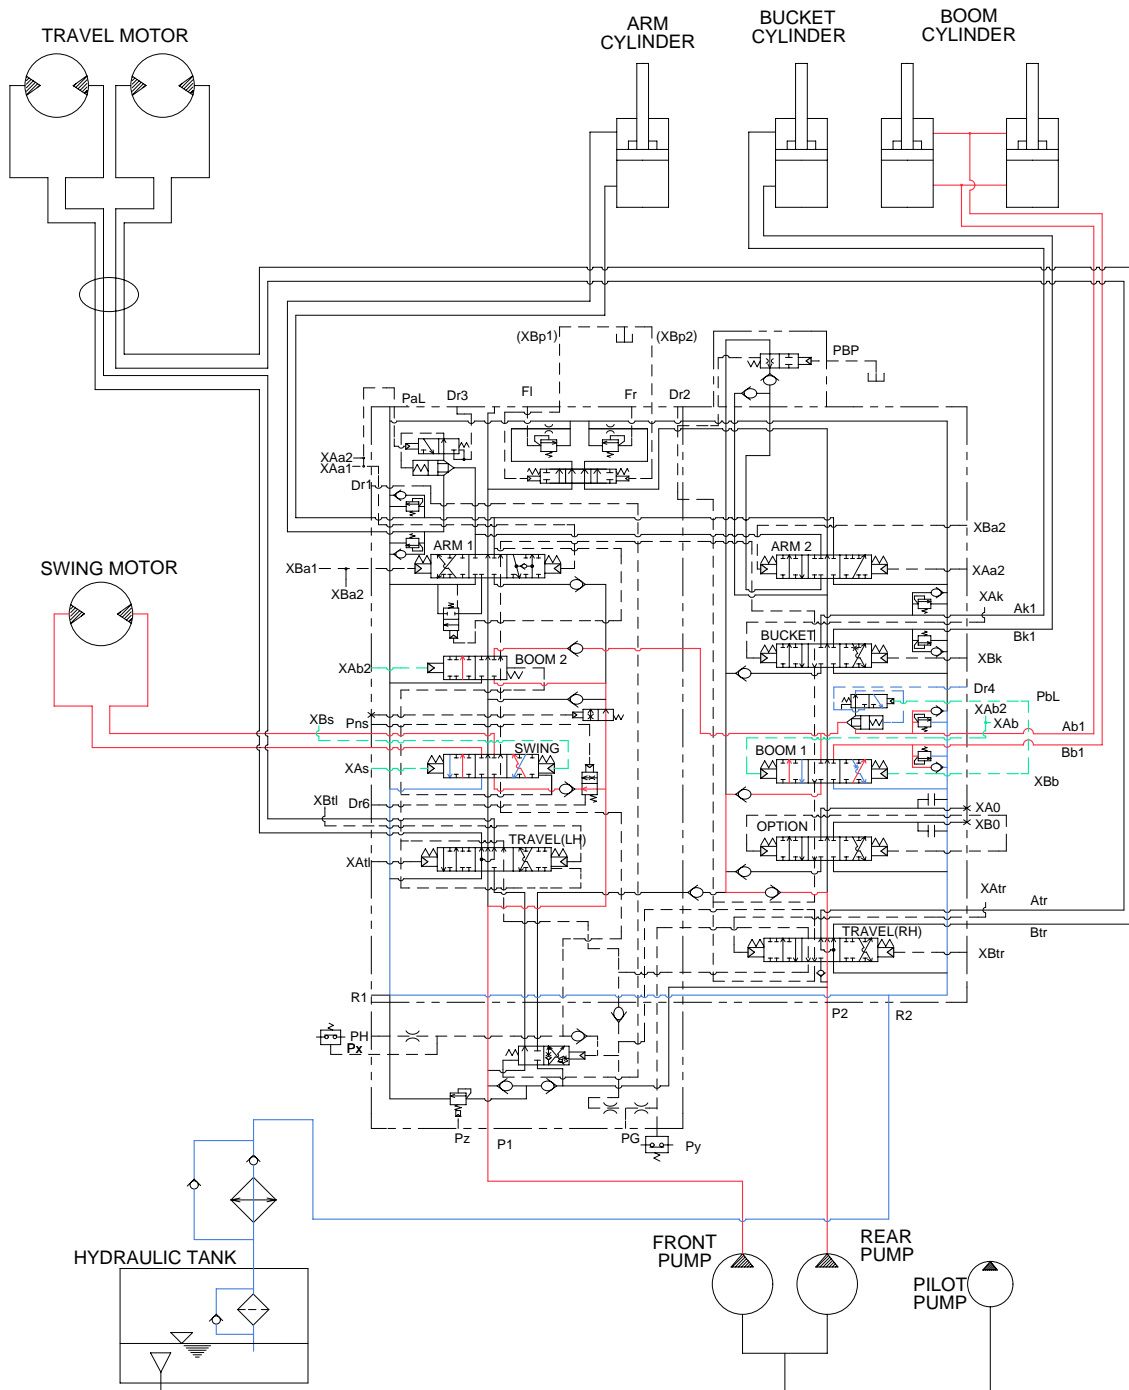 TRAVEL MOTOR
ARM
CYLINDER
BUCKET
CYLINDER
BOOM
CYLINDER
(XBp1)
(XBp2)
PBP
PaL
Dr3
Fl
Fr
Dr2
XAa2
XAa1
Dr1
XBa2
ARM 1
ARM 2
SWING MOTOR
XBa1
XBa2
XAa2
XAk
Ak1
Bk1
BUCKET
XBk
XAb2
BOOM 2
Dr4
PbL
XAb2
XAb
XBs
Pns
Ab1
SWING
BOOM 1
Bb1
XAs
XBb
XBtl
Dr6
XA0
XB0
TRAVEL(LH)
OPTION
XAtl
XAtr
Atr
TRAVEL(RH)
Btr
XBtr
R1
P2
R2
PH
Px
Pz
P1
PG
Py
HYDRAULIC TANK
FRONT
PUMP
REAR
PUMP
PILOT
PUMP